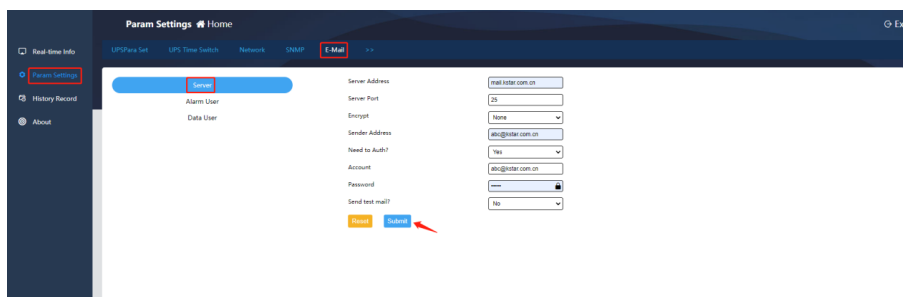 Param Settings Home
Ex
Real-time Info
Param Settings
History Record
About
UPSPara Set UPS Time Switch Network SNMP E-Mail >>
Server
Alarm User
Data User
Server Address mail.kstar.com.cn
Server Port 25
Encrypt None
Sender Address abc@kstar.com.cn
Need to Auth? Yes
Account abc@kstar.com.cn
Password •••••
Send test mail? No
Reset Submit